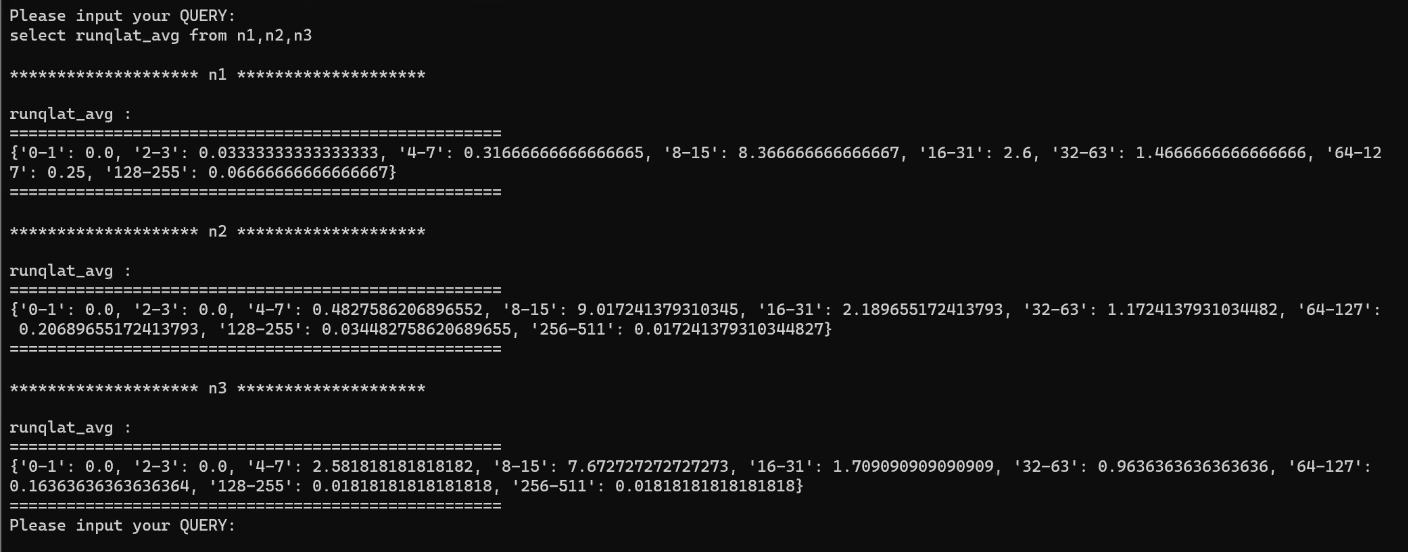 Please input your QUERY:
select runqlat_avg from n1,n2,n3
******************** n1 ********************
runqlat_avg :
====================================================
{'0-1': 0.0, '2-3': 0.03333333333333333, '4-7': 0.31666666666666665, '8-15': 8.366666666666667, '16-31': 2.6, '32-63': 1.4666666666666666, '64-12
7': 0.25, '128-255': 0.06666666666666667}
====================================================
******************** n2 ********************
runqlat_avg :
====================================================
{'0-1': 0.0, '2-3': 0.0, '4-7': 0.4827586206896552, '8-15': 9.017241379310345, '16-31': 2.189655172413793, '32-63': 1.1724137931034482, '64-127':
 0.20689655172413793, '128-255': 0.034482758620689655, '256-511': 0.017241379310344827}
====================================================
******************** n3 ********************
runqlat_avg :
====================================================
{'0-1': 0.0, '2-3': 0.0, '4-7': 2.581818181818182, '8-15': 7.672727272727273, '16-31': 1.709090909090909, '32-63': 0.9636363636363636, '64-127':
0.16363636363636364, '128-255': 0.01818181818181818, '256-511': 0.01818181818181818}
====================================================
Please input your QUERY: